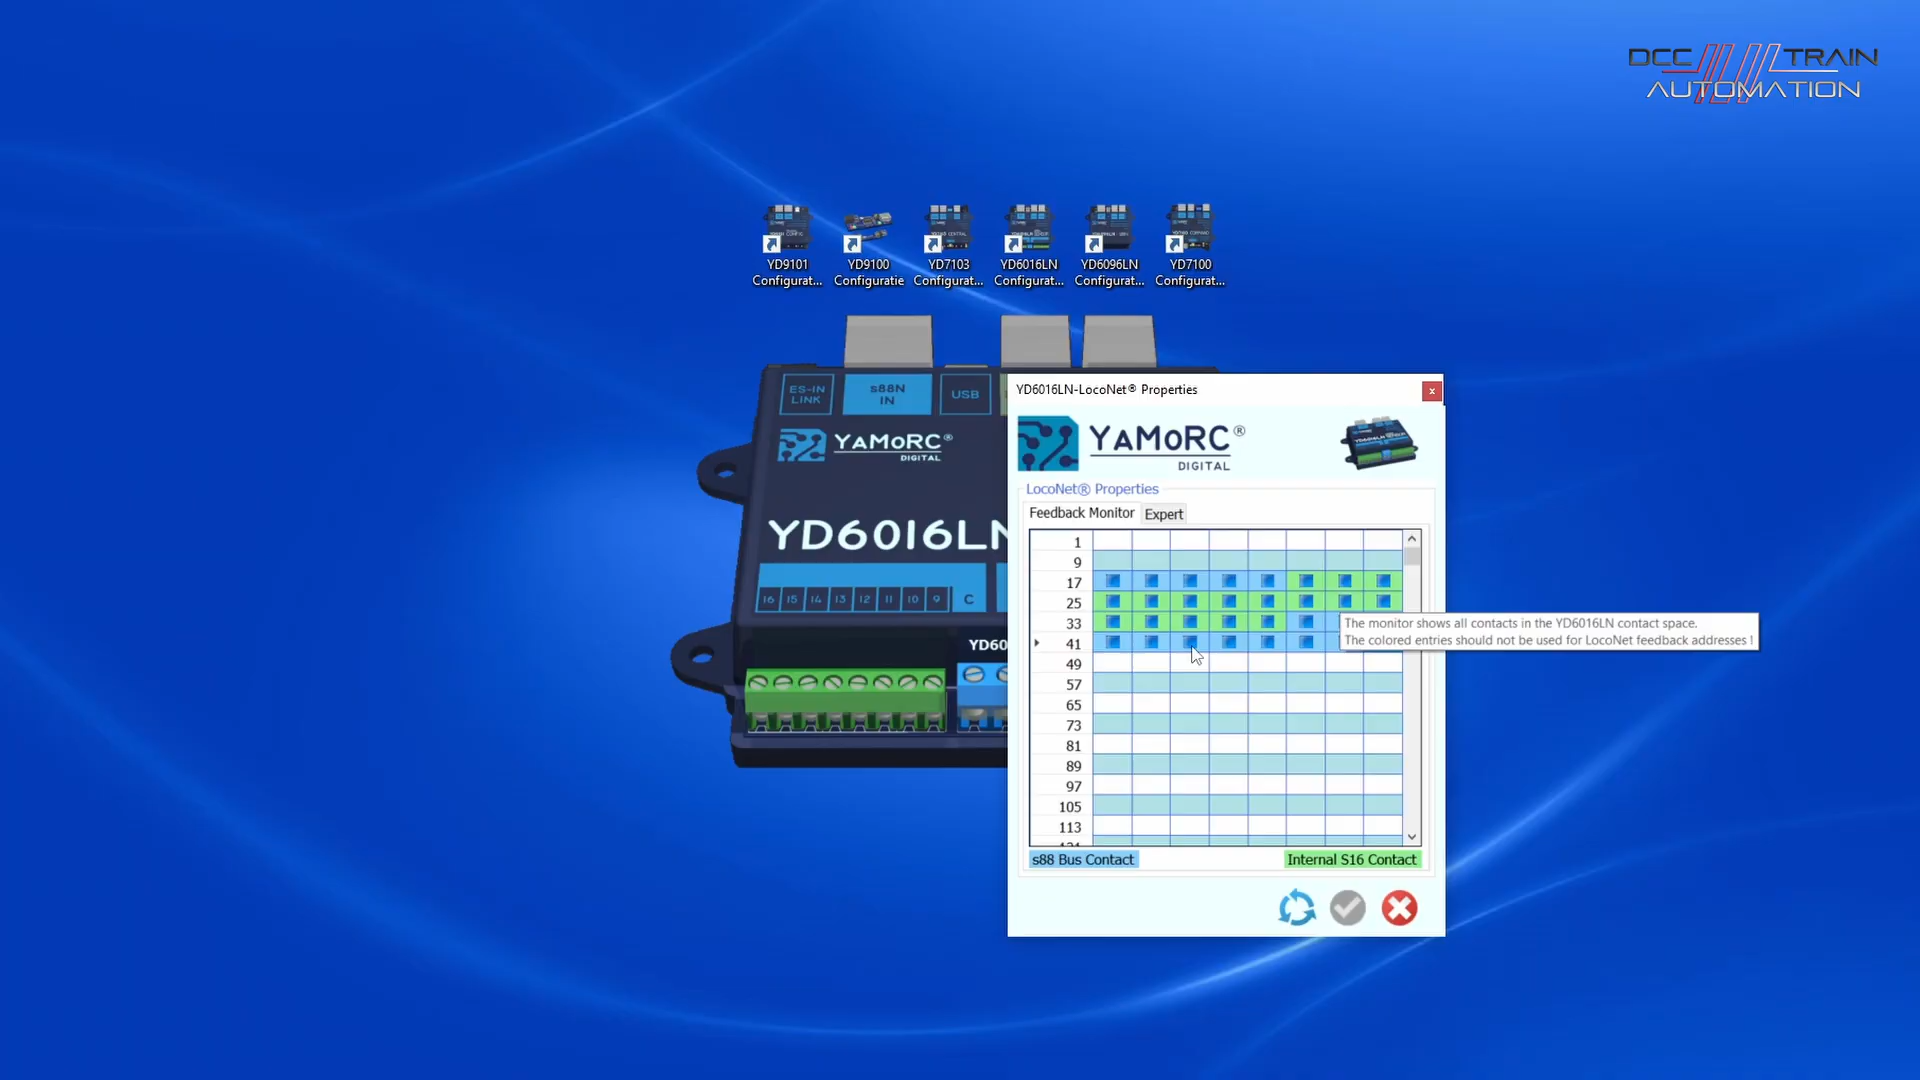 DCC TRAIN
AUTOMATION
YD9101
Configurat...
YD9100
Configuratie
YD7103
Configurat...
YD6016LN
Configurat...
YD6096LN
Configurat...
YD7100
Configurat...
ES-IN
LINK
s88N
IN
USB
YAMoRC®
DIGITAL
YD6016LN
16 15 14 13 12 11 10 9 C
YD60
YD6016LN-LocoNet® Properties
x
YAMoRC®
DIGITAL
LocoNet® Properties
Feedback Monitor
Expert
1
9
17
25
33
41
49
57
65
73
81
89
97
105
113
The monitor shows all contacts in the YD6016LN contact space.
The colored entries should not be used for LocoNet feedback addresses !
s88 Bus Contact
Internal S16 Contact